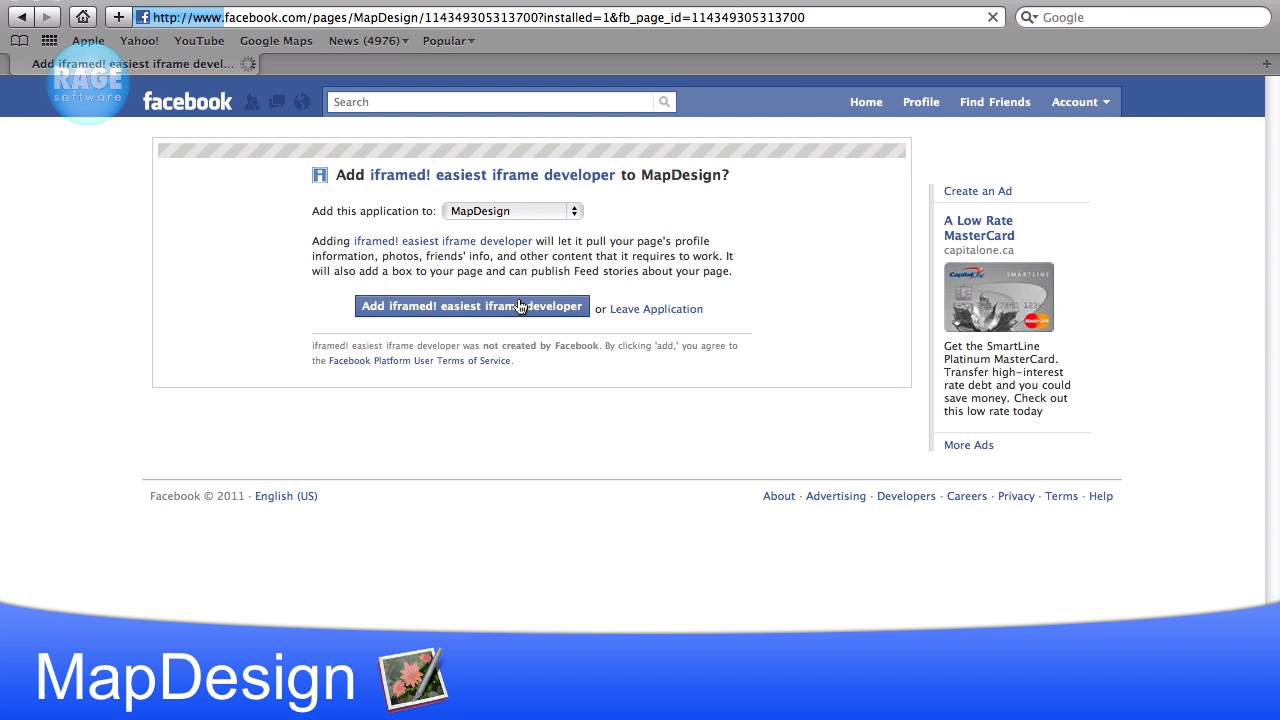 http://www.facebook.com/pages/MapDesign/114349305313700?installed=1&fb_page_id=114349305313700
Google
Apple Yahoo! YouTube Google Maps News (4976) Popular
Add iframed! easiest iframe devel...
RAGE
software
facebook
Search
Home Profile Find Friends Account
Add iframed! easiest iframe developer to MapDesign?
Add this application to: MapDesign
Adding iframed! easiest iframe developer will let it pull your page's profile
information, photos, friends' info, and other content that it requires to work. It
will also add a box to your page and can publish Feed stories about your page.
Add iframed! easiest iframe developer or Leave Application
iframed! easiest iframe developer was not created by Facebook. By clicking 'add,' you agree to
the Facebook Platform User Terms of Service.
Create an Ad
A Low Rate
MasterCard
capitalone.ca
SMARTLINE
MasterCard
Get the SmartLine
Platinum MasterCard.
Transfer high-interest
rate debt and you could
save money. Check out
this low rate today
More Ads
Facebook © 2011 · English (US)
About · Advertising · Developers · Careers · Privacy · Terms · Help
MapDesign